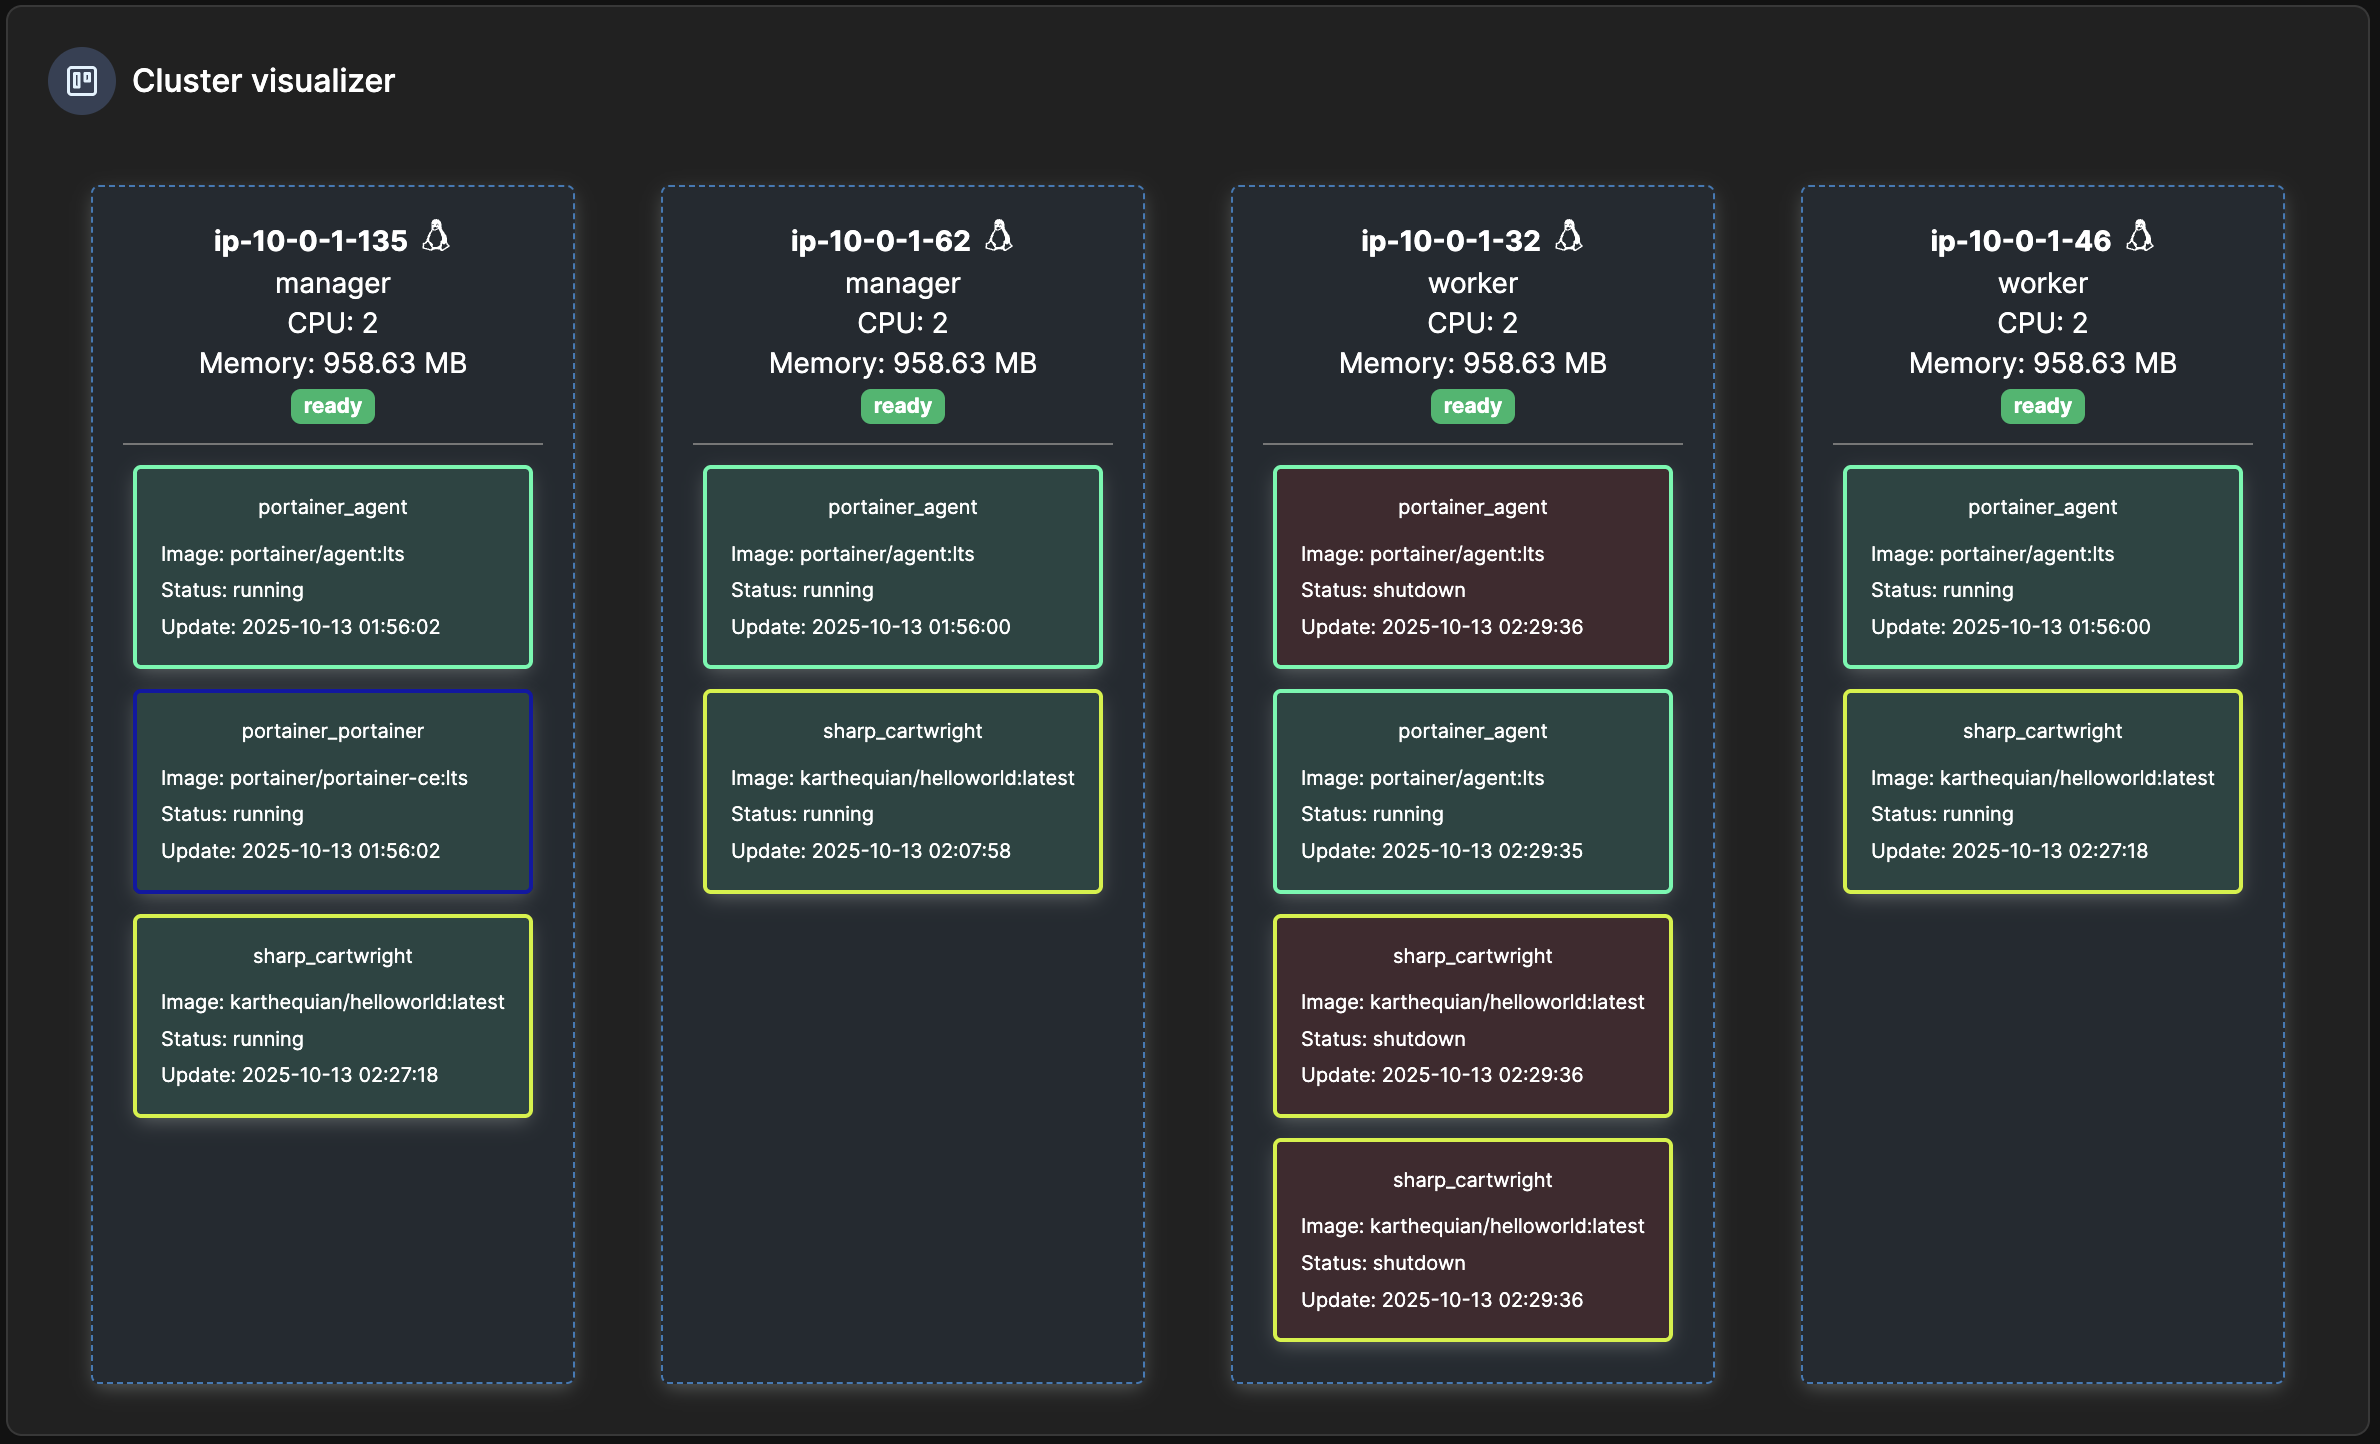 Cluster visualizer
ip-10-0-1-135
manager
CPU: 2
Memory: 958.63 MB
ready
portainer_agent
Image: portainer/agent:lts
Status: running
Update: 2025-10-13 01:56:02
portainer_portainer
Image: portainer/portainer-ce:lts
Status: running
Update: 2025-10-13 01:56:02
sharp_cartwright
Image: karthequian/helloworld:latest
Status: running
Update: 2025-10-13 02:27:18
ip-10-0-1-62
manager
CPU: 2
Memory: 958.63 MB
ready
portainer_agent
Image: portainer/agent:lts
Status: running
Update: 2025-10-13 01:56:00
sharp_cartwright
Image: karthequian/helloworld:latest
Status: running
Update: 2025-10-13 02:07:58
ip-10-0-1-32
worker
CPU: 2
Memory: 958.63 MB
ready
portainer_agent
Image: portainer/agent:lts
Status: shutdown
Update: 2025-10-13 02:29:36
portainer_agent
Image: portainer/agent:lts
Status: running
Update: 2025-10-13 02:29:35
sharp_cartwright
Image: karthequian/helloworld:latest
Status: shutdown
Update: 2025-10-13 02:29:36
sharp_cartwright
Image: karthequian/helloworld:latest
Status: shutdown
Update: 2025-10-13 02:29:36
ip-10-0-1-46
worker
CPU: 2
Memory: 958.63 MB
ready
portainer_agent
Image: portainer/agent:lts
Status: running
Update: 2025-10-13 01:56:00
sharp_cartwright
Image: karthequian/helloworld:latest
Status: running
Update: 2025-10-13 02:27:18